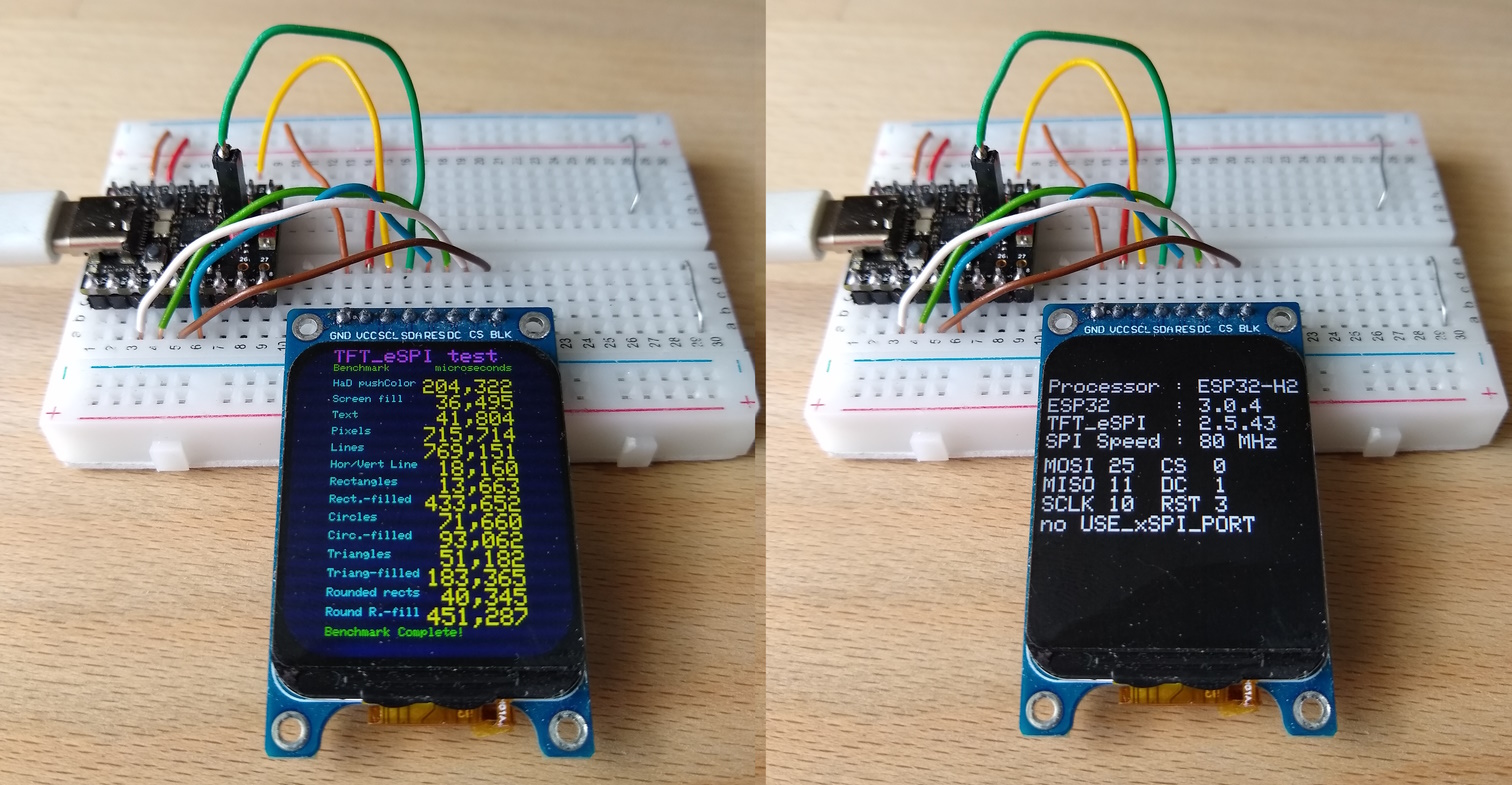 GND VCC SCL SDA RES DC CS BLK
TFT_eSPI test
Benchmark microseconds
HaD pushColor 204,322
Screen fill 36,495
Text 41,804
Pixels 715,714
Lines 769,151
Hor/Vert Line 18,160
Rectangles 13,663
Rect.-filled 433,652
Circles 71,660
Circ.-filled 93,062
Triangles 51,182
Triang-filled 183,365
Rounded rects 40,345
Round R.-fill 451,287
Benchmark Complete!
GND VCC SCL SDA RES DC CS BLK
Processor : ESP32-H2
ESP32 : 3.0.4
TFT_eSPI : 2.5.43
SPI Speed : 80 MHz
MOSI 25 CS 0
MISO 11 DC 1
SCLK 10 RST 3
no USE_xSPI_PORT